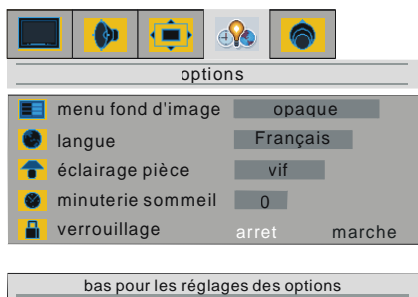 options
menu fond d'image opaque
langue Français
éclairage pièce vif
minuterie sommeil 0
verrouillage arret marche
bas pour les réglages des options